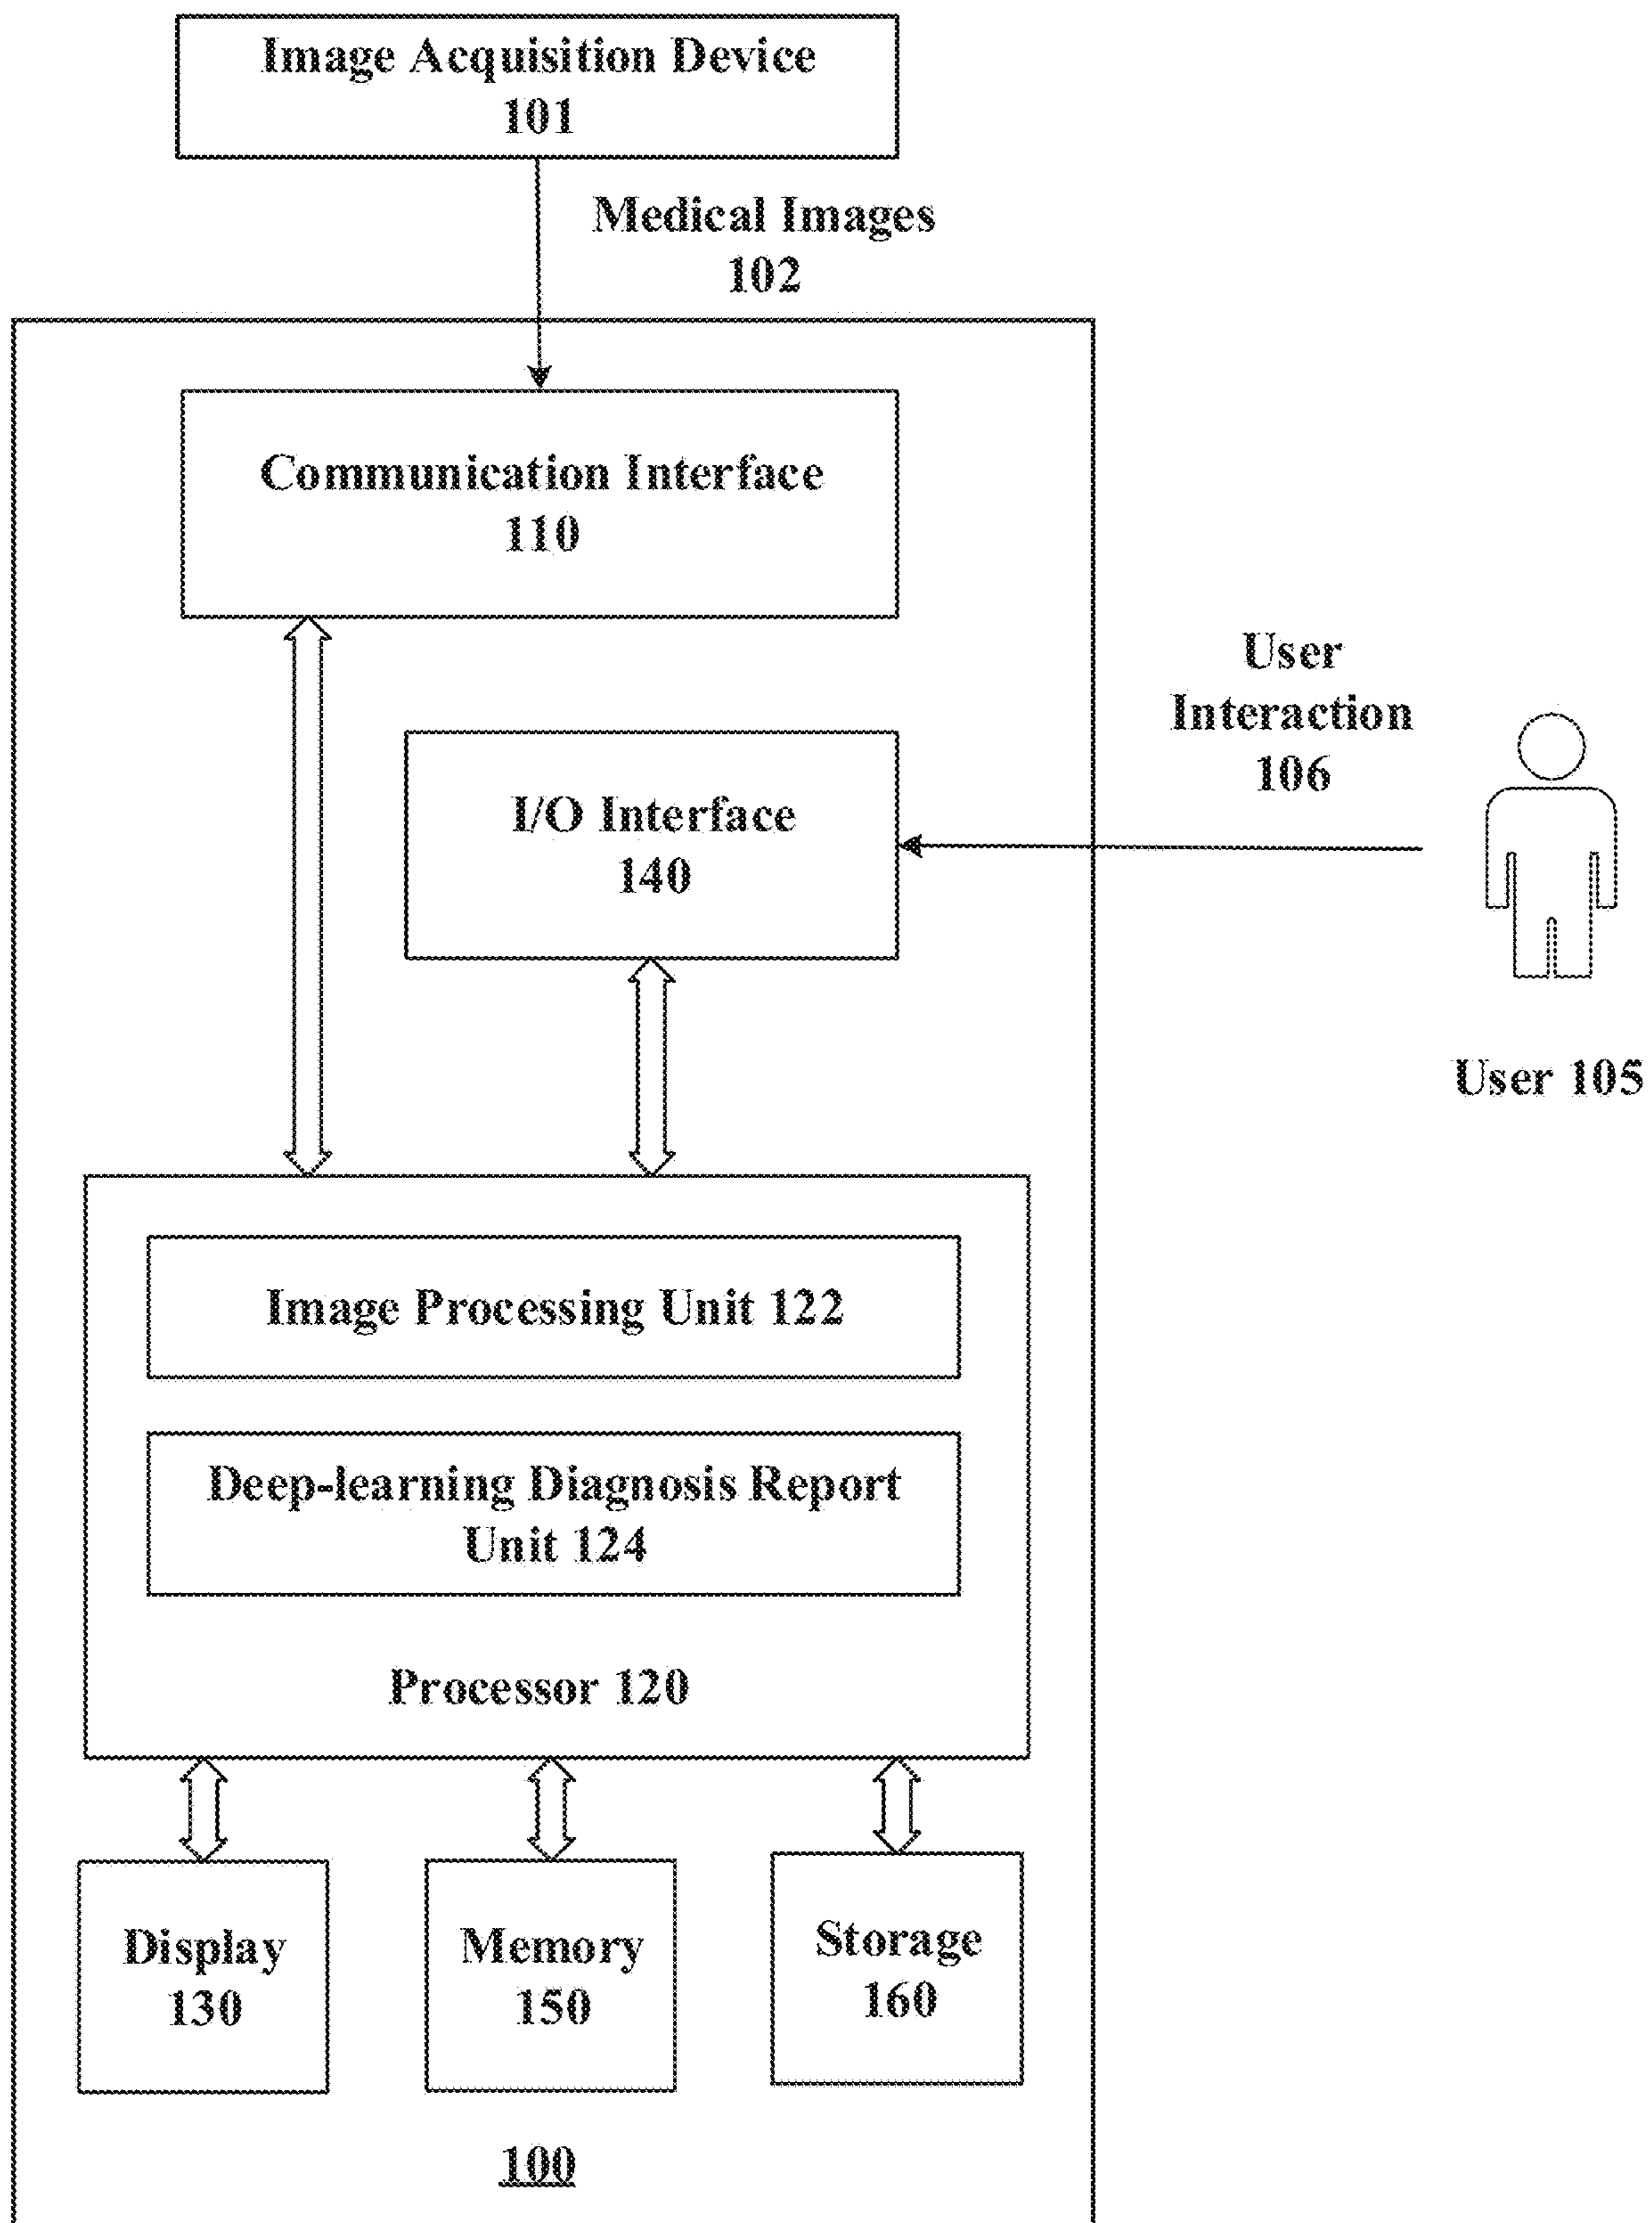 Image Acquisition Device
101
Medical Images
102
Communication Interface
110
User
Interaction
106
I/O Interface
140
User 105
Image Processing Unit 122
Deep-learning Diagnosis Report
Unit 124
Processor 120
Display
130
Memory
150
Storage
160
100